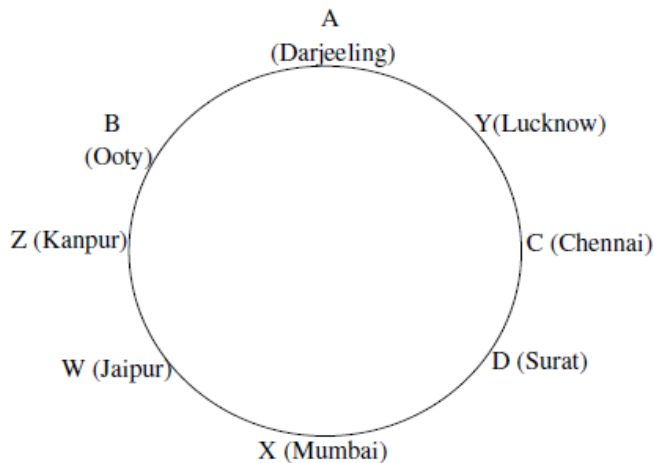 A
(Darjeeling)
B
(Ooty)
Y(Lucknow)
Z (Kanpur)
C (Chennai)
W (Jaipur)
D (Surat)
X (Mumbai)